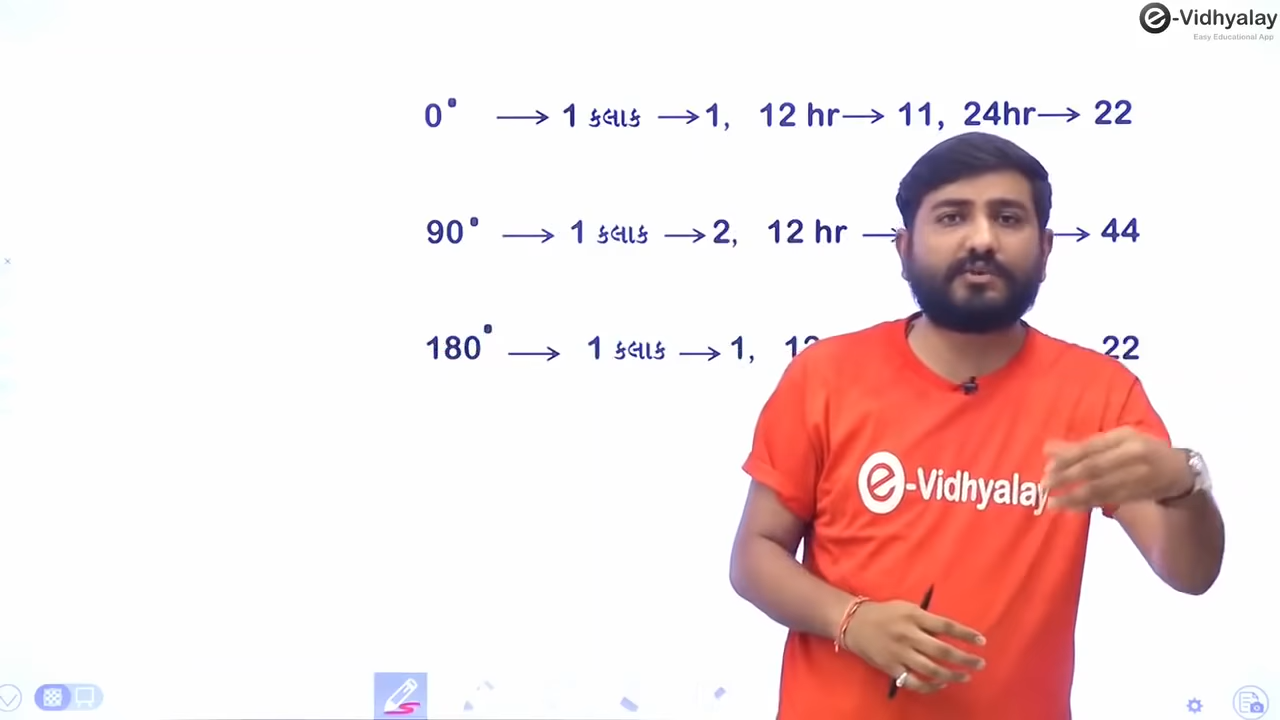 e-Vidhyalay
Easy Educational App
0° → 1 કલાક → 1, 12 hr → 11, 24hr → 22
90° → 1 કલાક → 2, 12 hr → → 44
180° → 1 કલાક → 1, 22
e-Vidhyalay